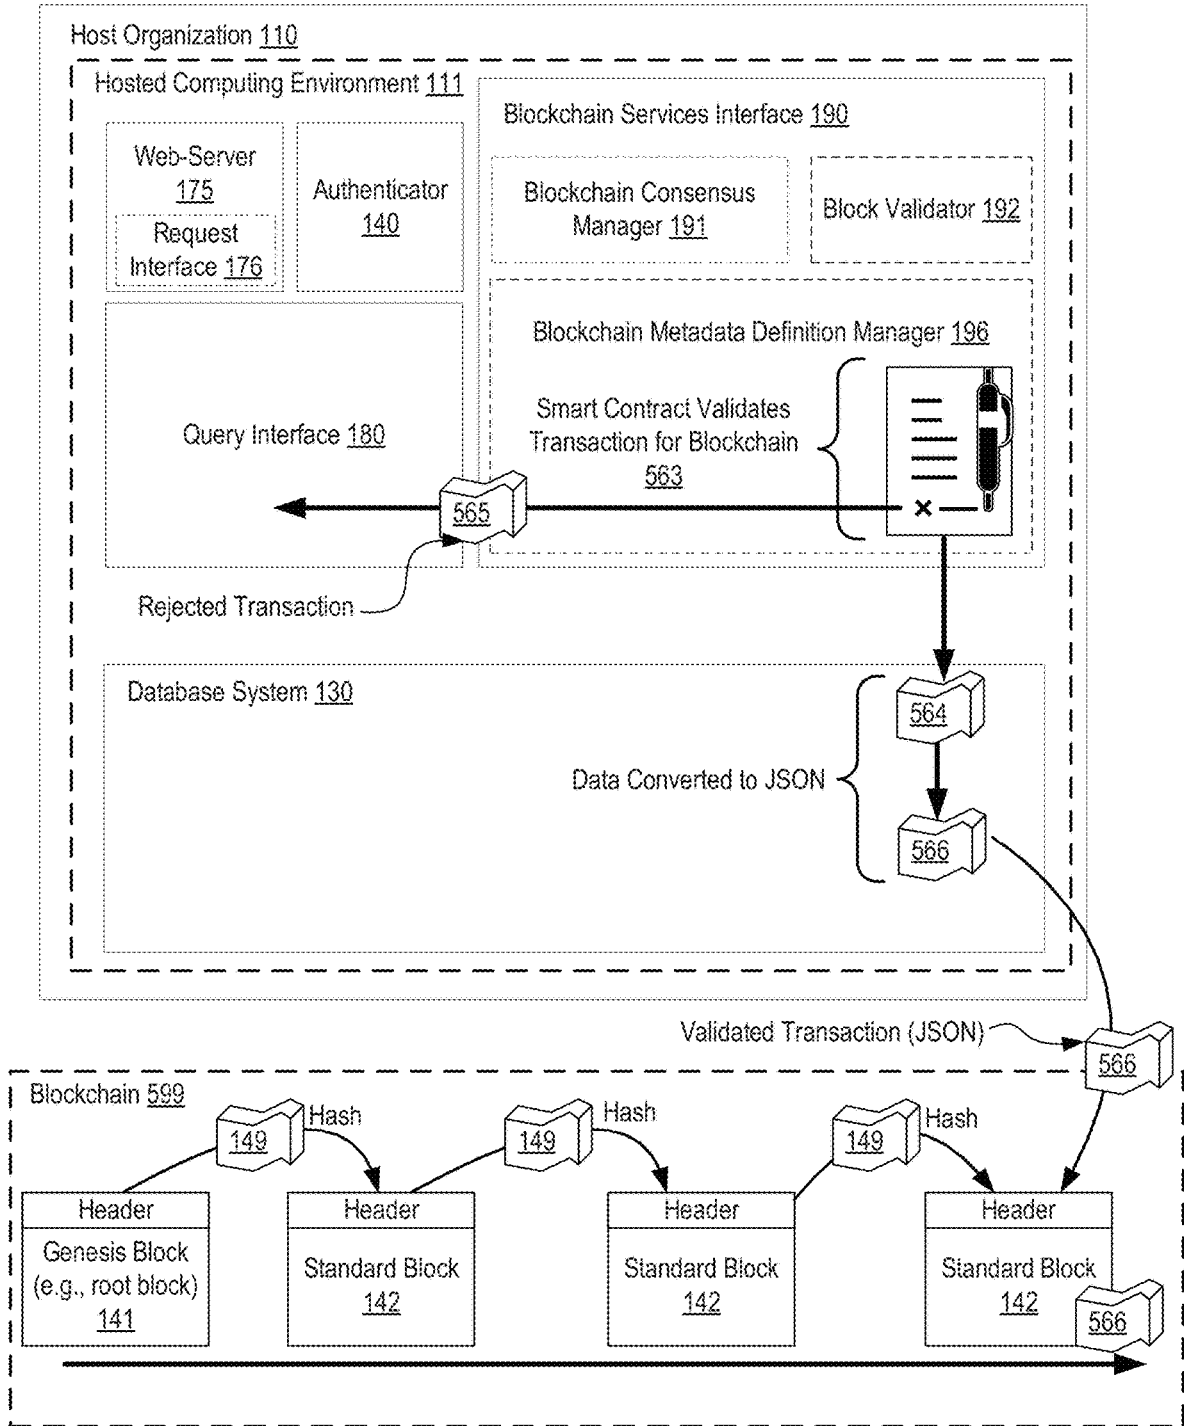 Host Organization 110
Hosted Computing Environment 111
Web-Server
175
Request
Interface 176
Authenticator
140
Blockchain Services Interface 190
Blockchain Consensus
Manager 191
Block Validator 192
Query Interface 180
Blockchain Metadada Definition Manager 196
Smart Contract Validates
Transaction for Blockchain
563
×
565
Rejected Transaction
Database System 130
564
Data Converted to JSON
566
Validated Transaction (JSON)
566
Blockchain 599
149
Hash
149
Hash
149
Hash
Header
Genesis Block
(e.g., root block)
141
Header
Standard Block
142
Header
Standard Block
142
Header
Standard Block
142
566